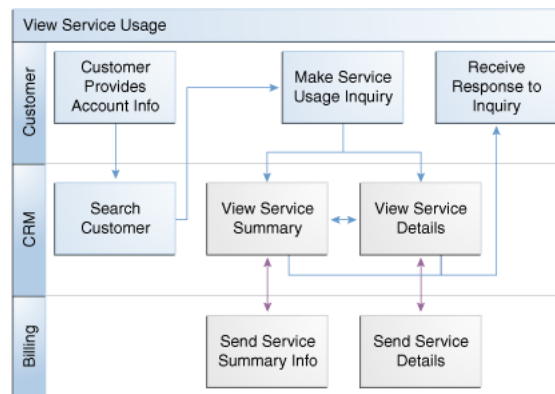 View Service Usage
Customer
Customer
Provides
Account Info
Make Service
Usage Inquiry
Receive
Response to
Inquiry
CRM
Search
Customer
View Service
Summary
View Service
Details
Billing
Send Service
Summary Info
Send Service
Details